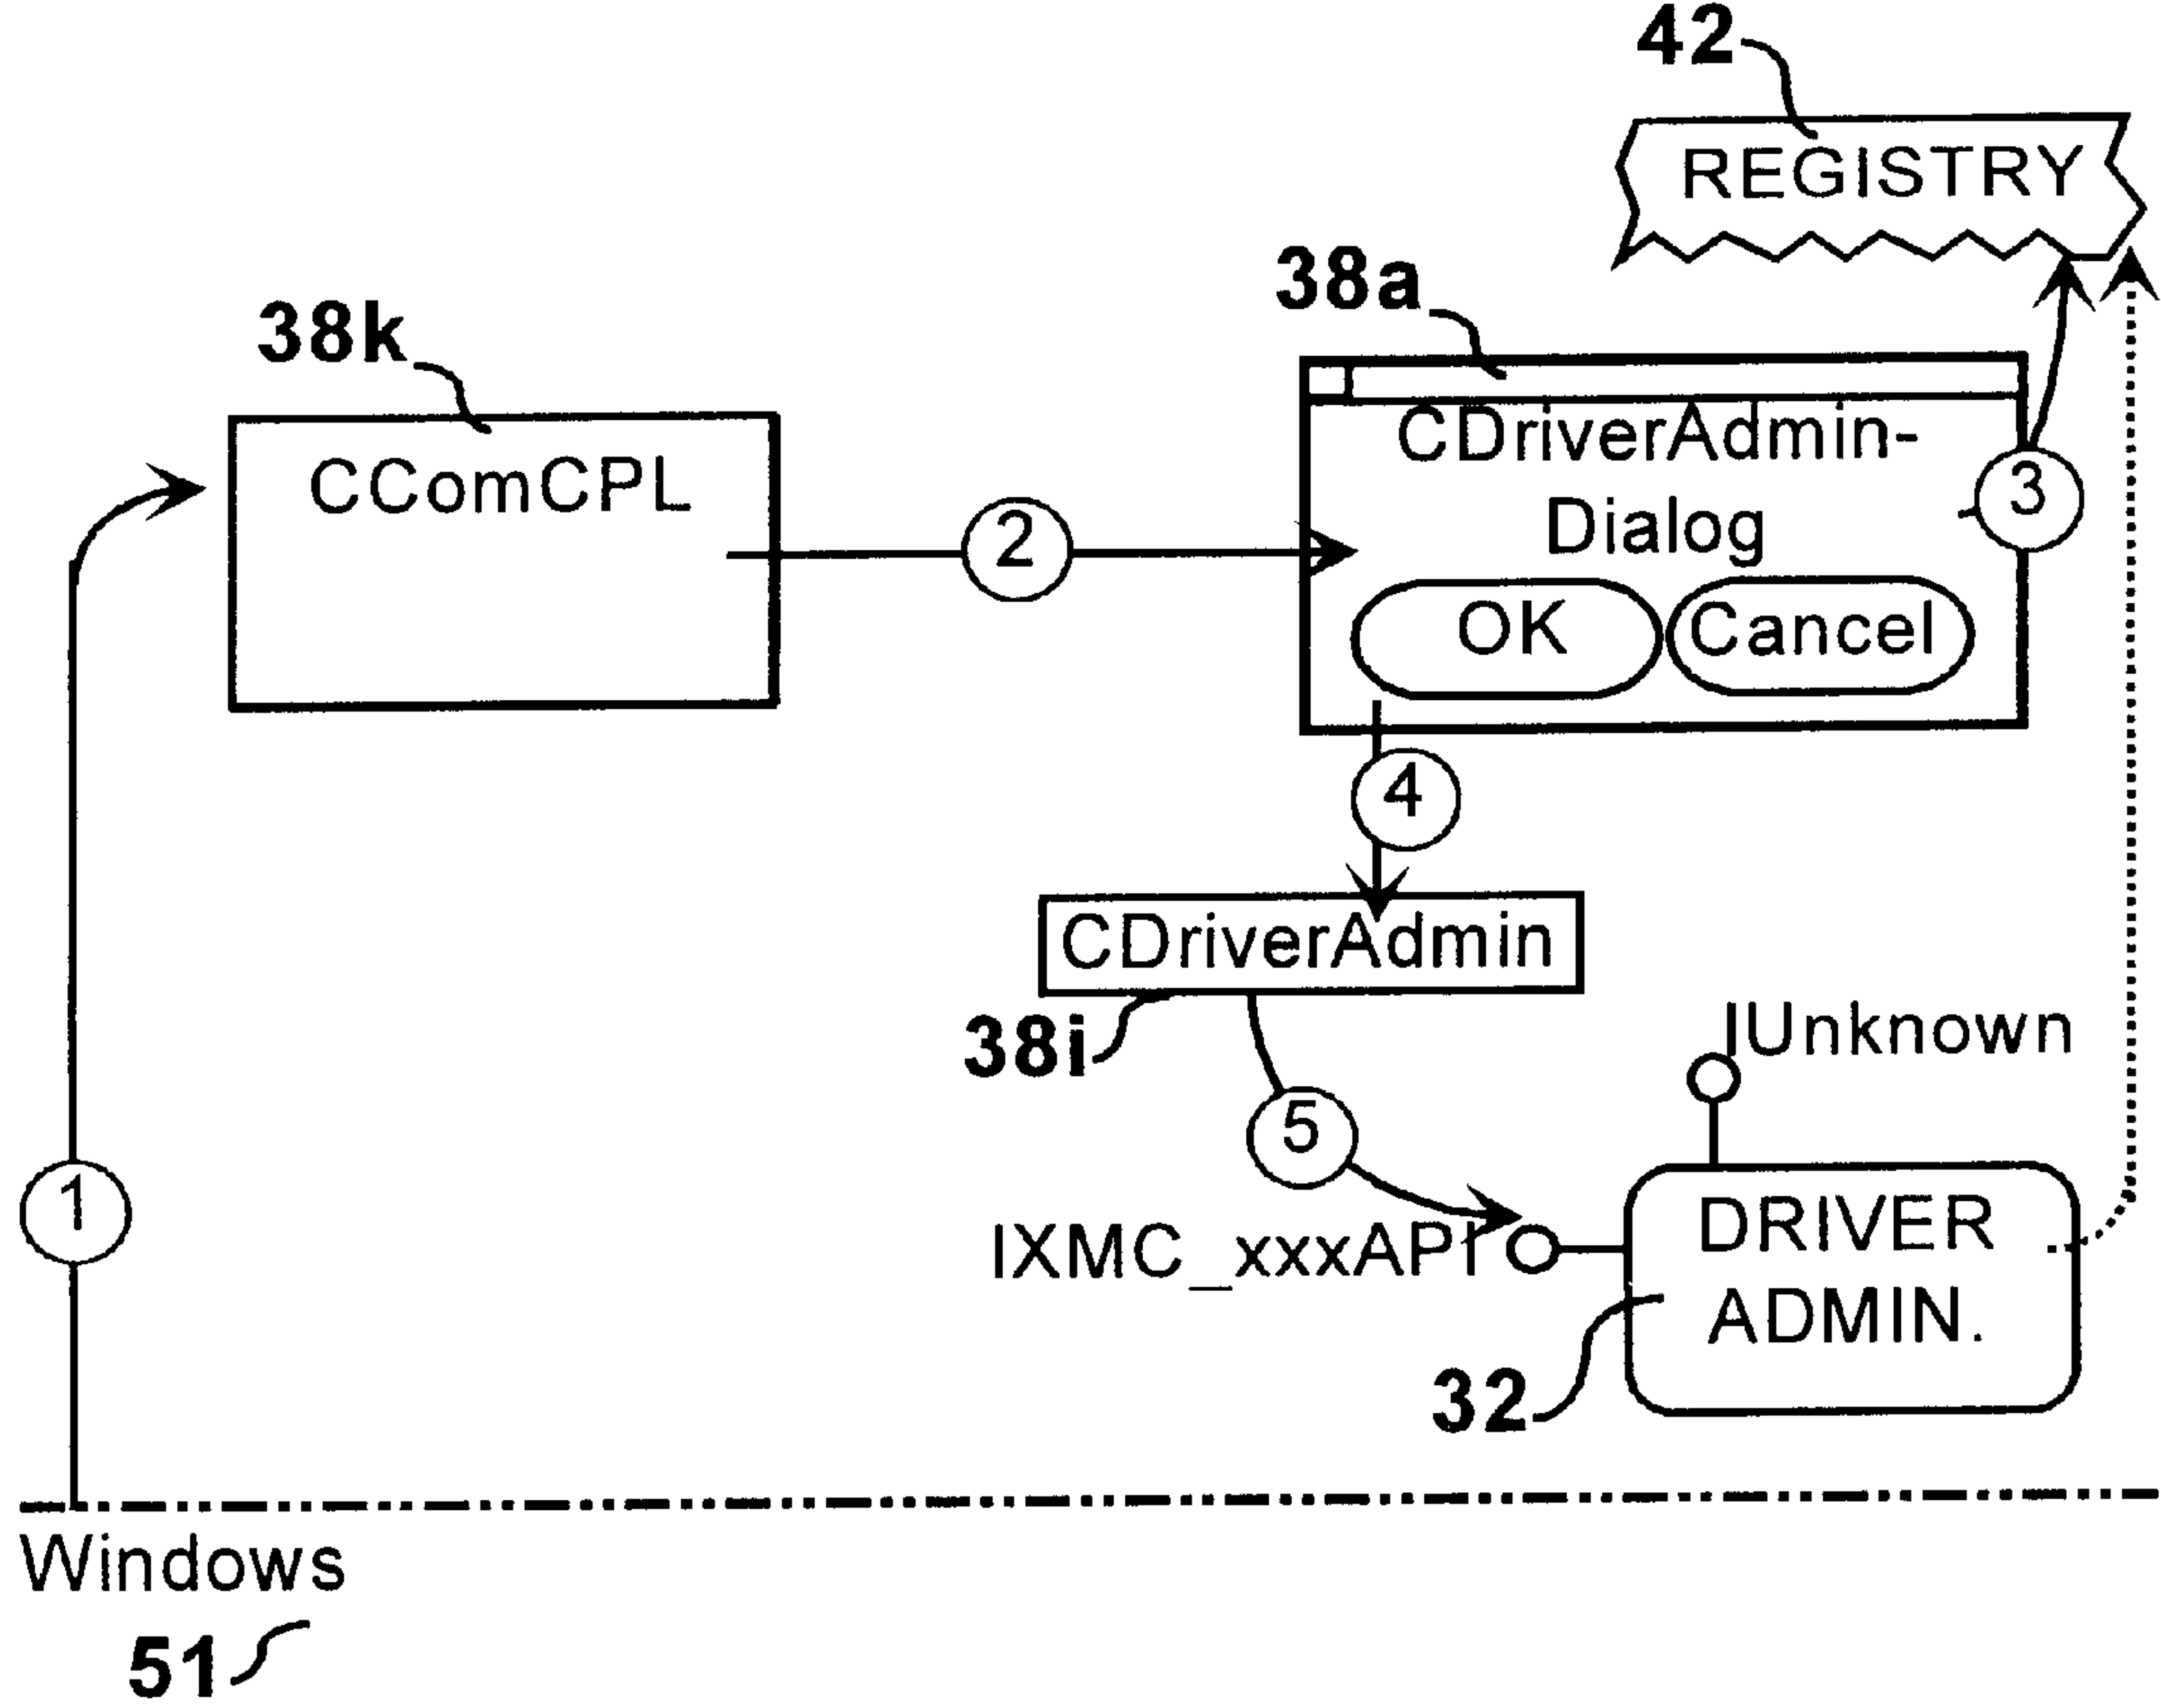 42
REGISTRY
38a
38k
CComCPL
CDriverAdmin-
Dialog
OK
Cancel
2
3
4
CDriverAdmin
38i
IUnknown
5
1
IXMC_xxxAPI
DRIVER
ADMIN.
32
Windows
51